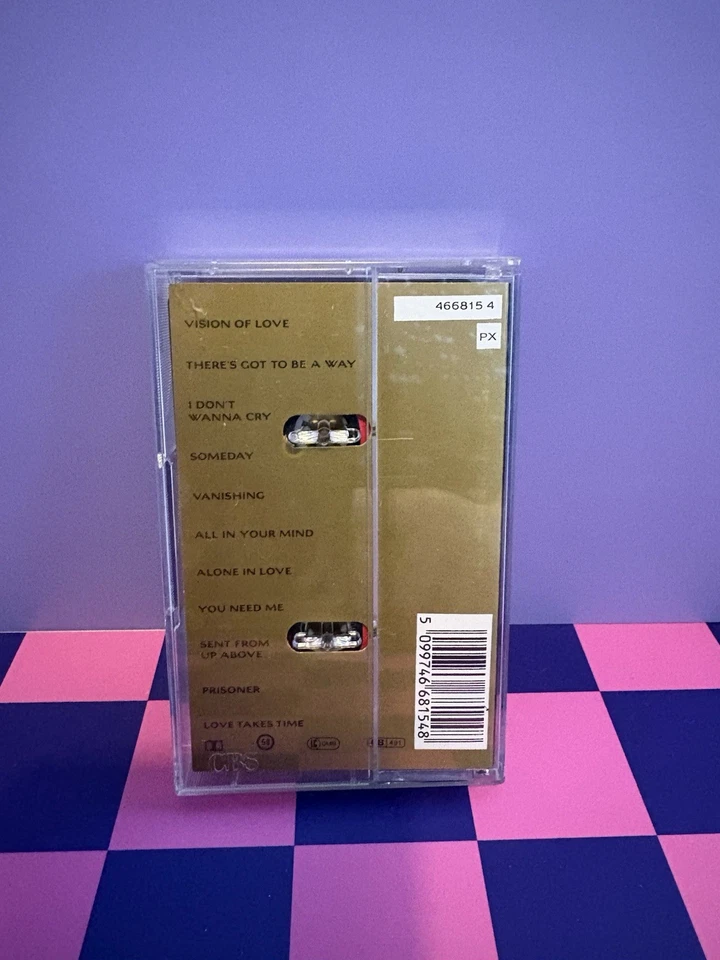 VISION OF LOVE
THERE'S GOT TO BE A WAY
I DON'T
WANNA CRY
SOMEDAY
VANISHING
ALL IN YOUR MIND
ALONE IN LOVE
YOU NEED ME
SENT FROM
UP ABOVE
PRISONER
LOVE TAKES TIME
466815 4
PX
5 099746 681548